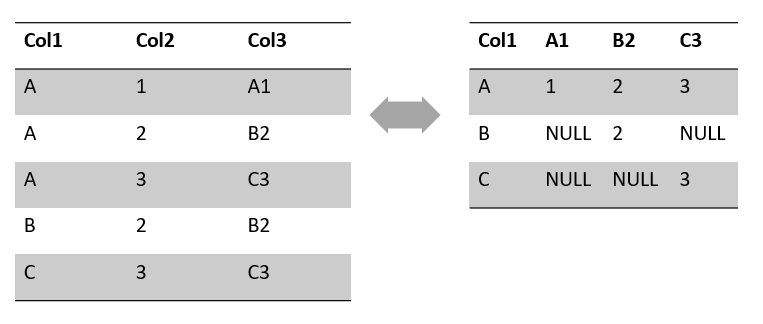 Col1 Col2 Col3
A 1 A1
A 2 B2
A 3 C3
B 2 B2
C 3 C3
Col1 A1 B2 C3
A 1 2 3
B NULL 2 NULL
C NULL NULL 3